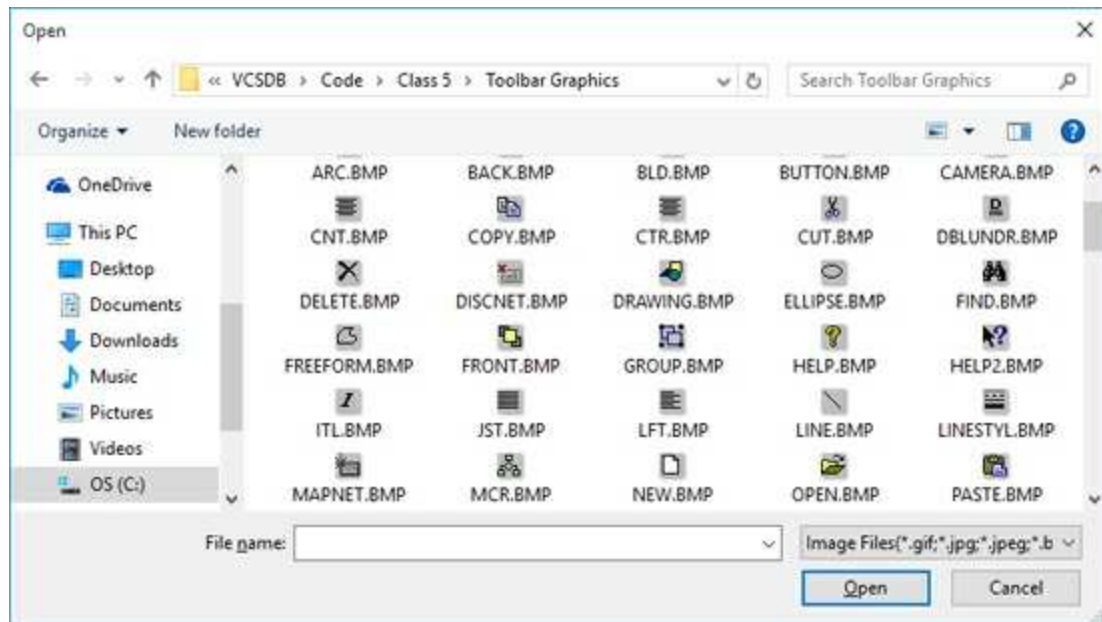 Open
« VCSDB > Code > Class 5 > Toolbar Graphics
Search Toolbar Graphics
Organize
New folder
OneDrive
This PC
Desktop
Documents
Downloads
Music
Pictures
Videos
OS (C:)
ARC.BMP BACK.BMP BLD.BMP BUTTON.BMP CAMERA.BMP
CNT.BMP COPY.BMP CTR.BMP CUT.BMP DBLUNDR.BMP
DELETE.BMP DISCNET.BMP DRAWING.BMP ELLIPSE.BMP FIND.BMP
FREEFORM.BMP FRONT.BMP GROUP.BMP HELP.BMP HELP2.BMP
ITL.BMP JST.BMP LFT.BMP LINE.BMP LINESTYL.BMP
MAPNET.BMP MCR.BMP NEW.BMP OPEN.BMP PASTE.BMP
File name:
Image Files(*.gif;*.jpg;*.jpeg;*.b
Open
Cancel